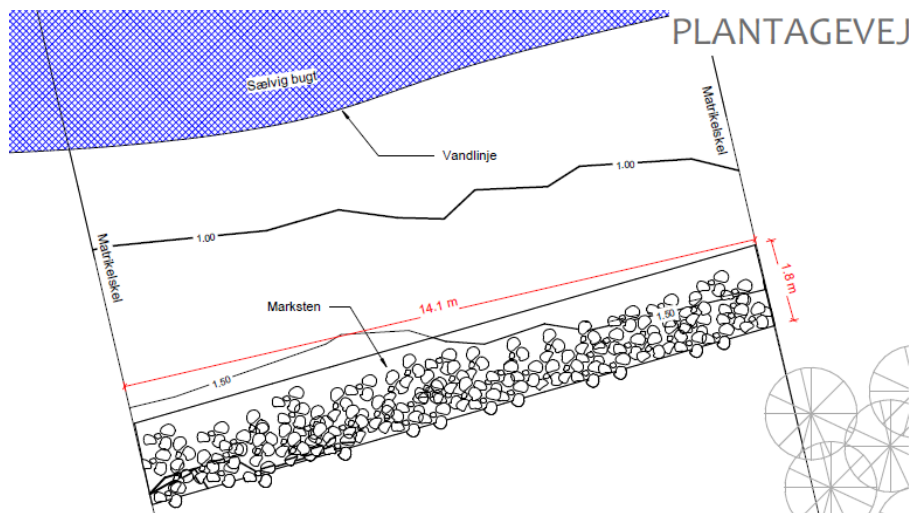 PLANTAGEVEJ
Sælvig bugt
Matrikelskel
Vandlinje
1.00
1.00
Matrikelskel
14.1 m
1.8 m
Marksten
1.50
1.50